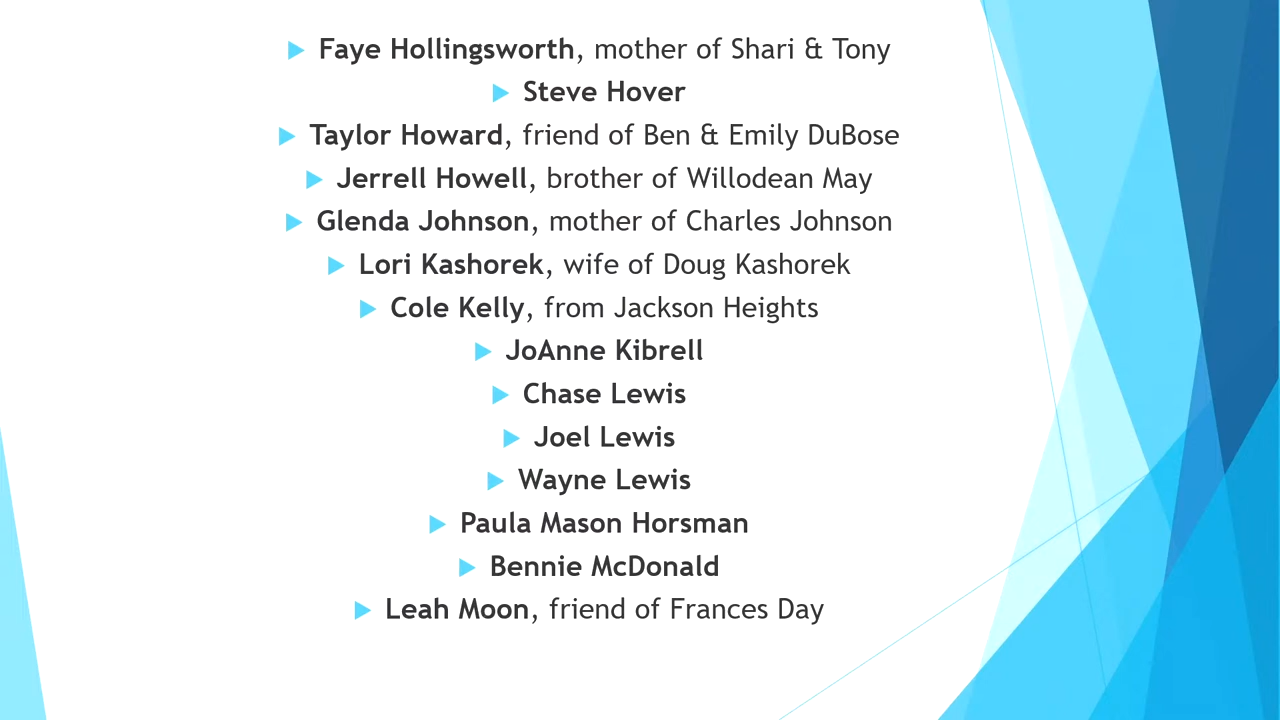 Faye Hollingsworth, mother of Shari & Tony
Steve Hover
Taylor Howard, friend of Ben & Emily DuBose
Jerrell Howell, brother of Willodean May
Glenda Johnson, mother of Charles Johnson
Lori Kashorek, wife of Doug Kashorek
Cole Kelly, from Jackson Heights
JoAnne Kibrell
Chase Lewis
Joel Lewis
Wayne Lewis
Paula Mason Horsman
Bennie McDonald
Leah Moon, friend of Frances Day